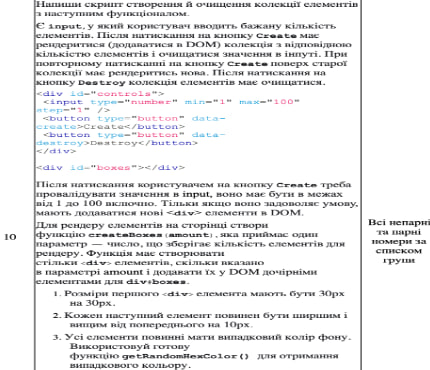 Напиши скрипт створення й очищення колекції елементів
з наступним функціоналом.
Є input, у який користувач вводить бажану кількість
елементів. Після натискання на кнопку Create має
рендеритися (додаватися в DOM) колекція з відповідною
кількістю елементів і очищатися значення в інпуті. При
повторному натисканні на кнопку Create поверх старої
колекції має рендеритись нова. Після натискання на
кнопку Destroy колекція елементів має очищатися.
<div id="controls">
<input type="number" min="1" max="100"
step="1" />
<button type="button" data-
create>Create</button>
<button type="button" data-
destroy>Destroy</button>
</div>
<div id="boxes"></div>
Після натискання користувачем на кнопку Create треба
провалідувати значення в input, воно має бути в межах
від 1 до 100 включно. Тільки якщо воно задовольняє умову,
мають додаватися нові <div> елементи в DOM.
Для рендеру елементів на сторінці створи
функцію createBoxes(amount), яка приймає один
параметр — число, що зберігає кількість елементів для
рендеру. Функція має створювати
стільки <div> елементів, скільки вказано
в параметрі amount і додавати їх у DOM дочірніми
елементами для div#boxes.
1. Розміри першого <div> елемента мають бути 30px
на 30px.
2. Кожен наступний елемент повинен бути ширшим і
вищим від попереднього на 10px.
3. Усі елементи повинні мати випадковий колір фону.
Використовуй готову
функцію getRandomHexColor() для отримання
випадкового кольору.
10
Всі непарні
та парні
номери за
списком
групи